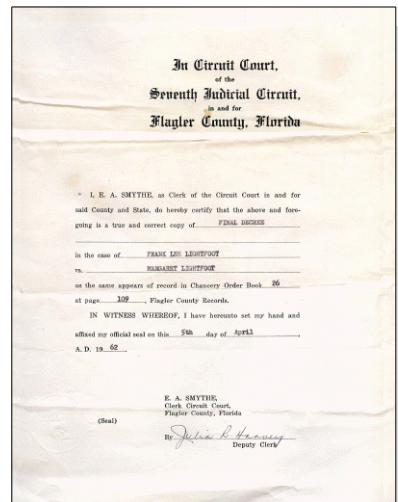 In Circuit Court,
of the
Seventh Judicial Circuit,
in and for
Flagler County, Florida
I, E. A. SMYTHE, as Clerk of the Circuit Court in and for
said County and State, do hereby certify that the above and fore-
going is a true and correct copy of FINAL DECREE
in the case of FRANK LEE LIGHTFOOT
vs. MARGARET LIGHTFOOT
as the same appears of record in Chancery Order Book 26
at page 109, Flagler County Records.
IN WITNESS WHEREOF, I have hereunto set my hand and
affixed my official seal on this 5th day of April,
A. D. 19 62.
E. A. SMYTHE,
Clerk Circuit Court,
Flagler County, Florida
(Seal)
By Julia B Haavey
Deputy Clerk